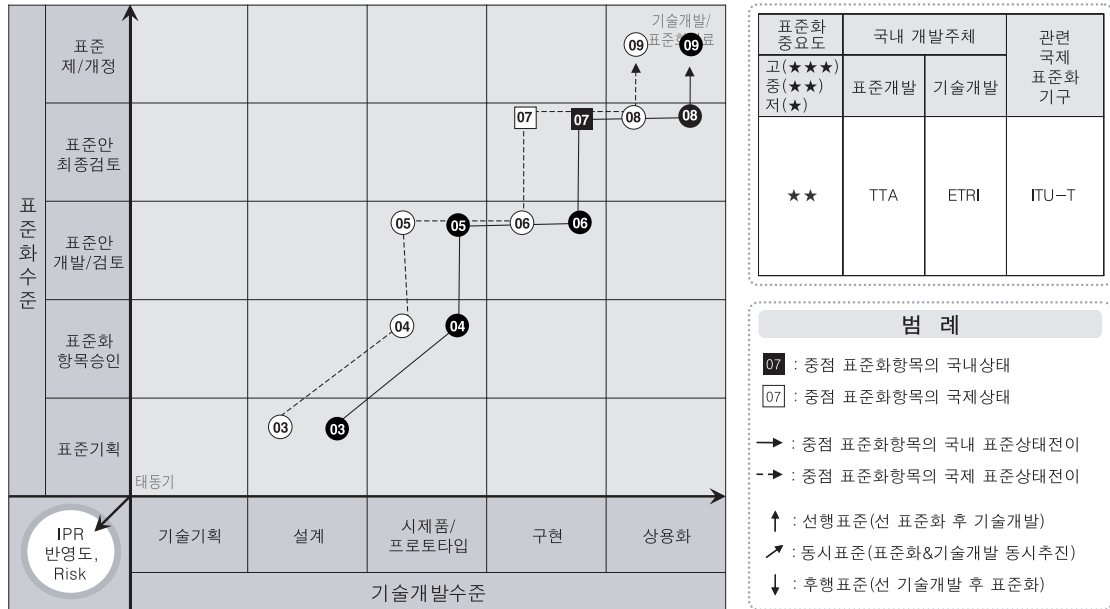 표준화수준
표준
제/개정
표준안
최종검토
표준안
개발/검토
표준화
항목승인
표준기획
기술개발/
표준화완료
09
09
07
07
08
08
05
05
06
06
04
04
03
03
태동기
IPR
반영도,
Risk
기술기획
설계
시제품/
프로토타입
구현
상용화
기술개발수준
표준화
중요도
국내 개발주체
관련
국제
표준화
기구
고(★★★)
중(★★)
저(★)
표준개발
기술개발
★★
TTA
ETRI
ITU-T
범 례
07 : 중점 표준화항목의 국내상태
07 : 중점 표준화항목의 국제상태
: 중점 표준화항목의 국내 표준상태전이
: 중점 표준화항목의 국제 표준상태전이
: 선행표준(선 표준화 후 기술개발)
: 동시표준(표준화&기술개발 동시추진)
: 후행표준(선 기술개발 후 표준화)